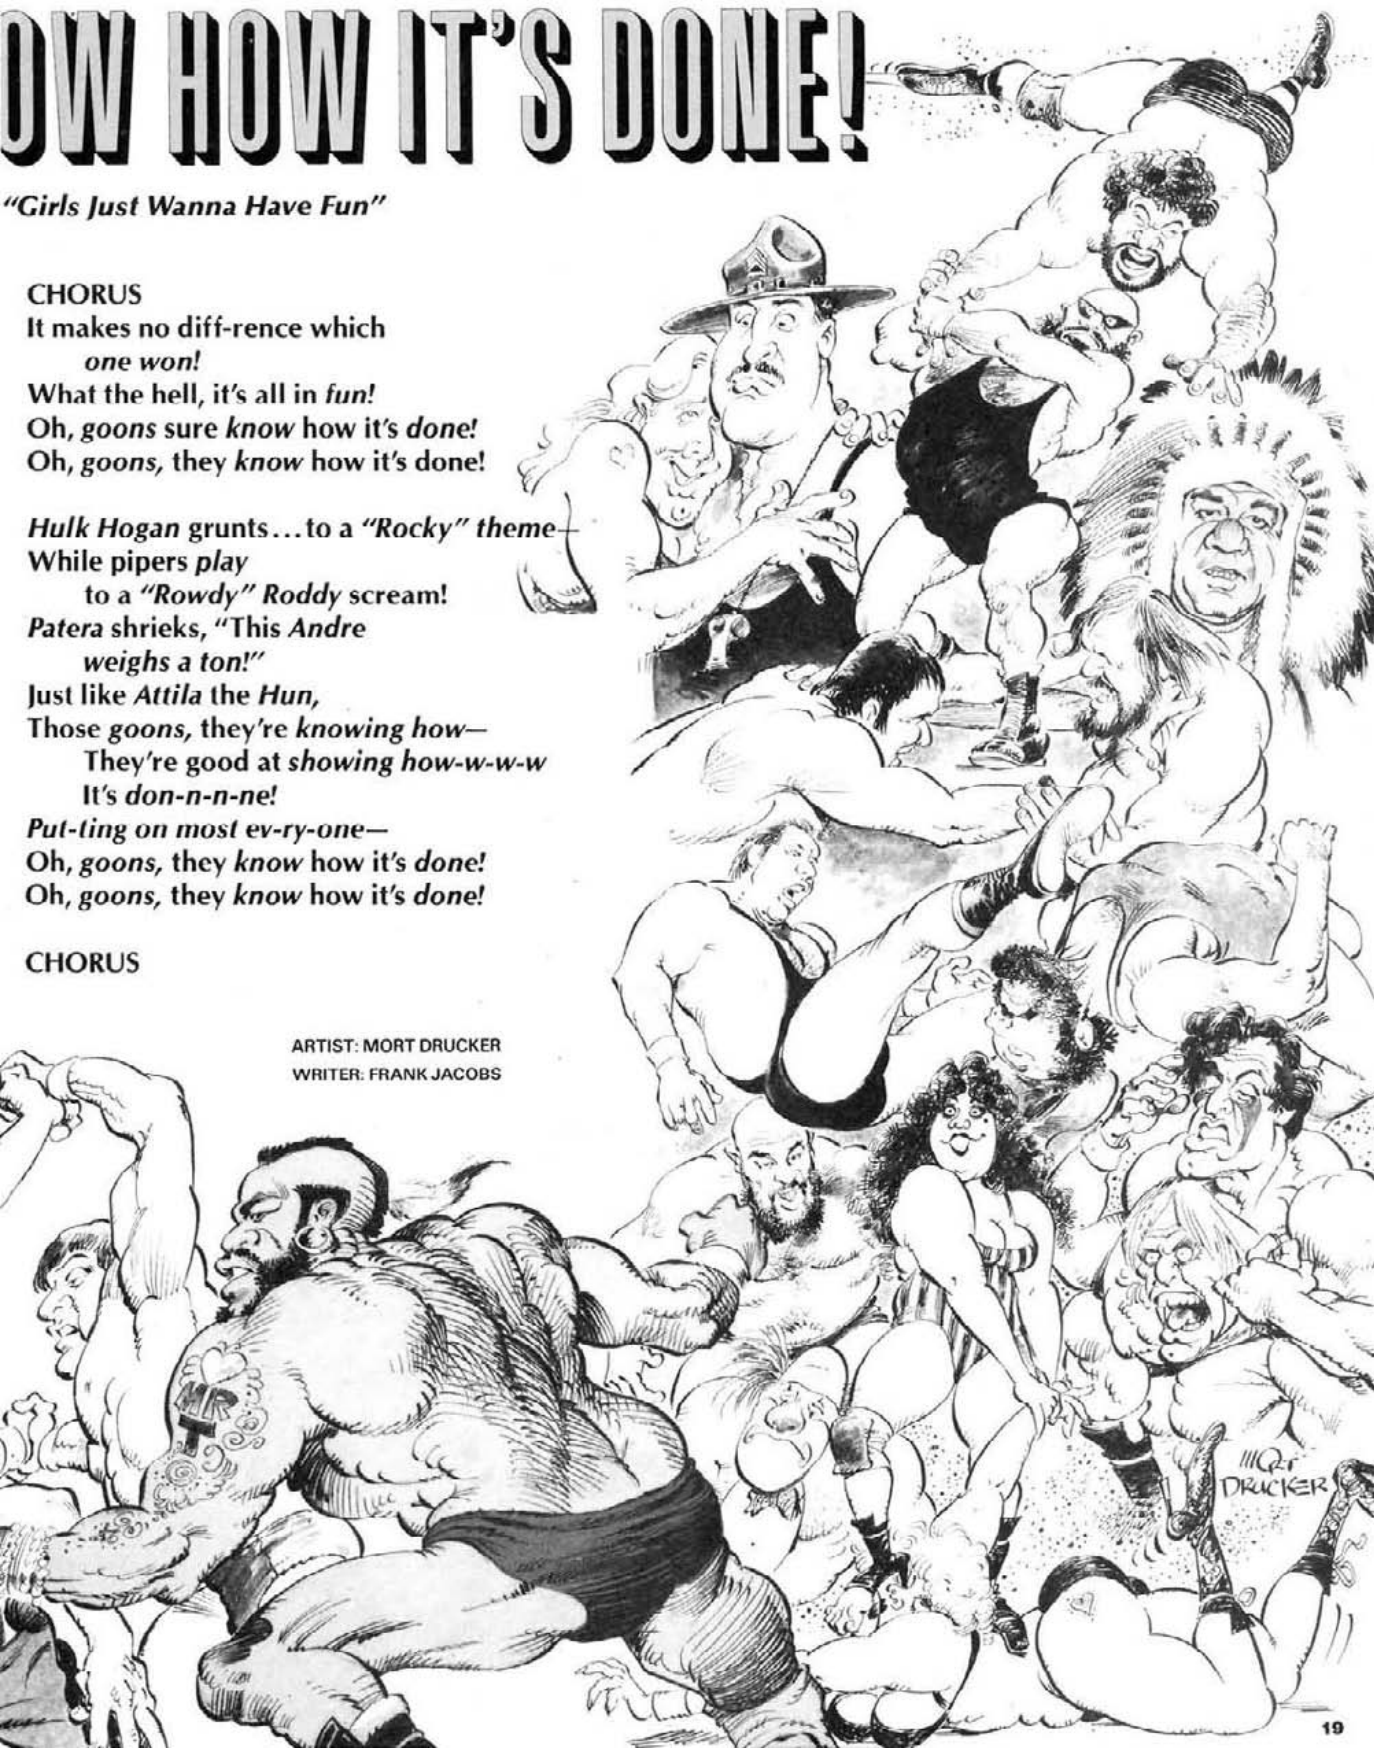 OW HOW IT'S DONE!
"Girls Just Wanna Have Fun"
CHORUS
It makes no diff-rence which
one won!
What the hell, it's all in fun!
Oh, goons sure know how it's done!
Oh, goons, they know how it's done!
Hulk Hogan grunts...to a "Rocky" theme—
While pipers play
to a "Rowdy" Roddy scream!
Patera shrieks, "This Andre
weighs a ton!"
Just like Attila the Hun,
Those goons, they're knowing how—
They're good at showing how-w-w-w
It's don-n-n-ne!
Put-ting on most ev-ry-one—
Oh, goons, they know how it's done!
Oh, goons, they know how it's done!
CHORUS
ARTIST: MORT DRUCKER
WRITER: FRANK JACOBS
MR
T
MORT
DRUCKER
19